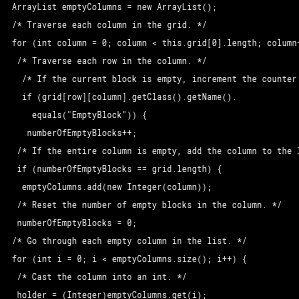 ArrayList emptyColumns = new ArrayList();
/* Traverse each column in the grid. */
for (int column = 0; column < this.grid[0].length; column
/* Traverse each row in the column. */
/* If the current block is empty, increment the counter
if (grid[row][column].getClass().getName().
equals("EmptyBlock")) {
numberOfEmptyBlocks++;
/* If the entire column is empty, add the column to the
if (numberOfEmptyBlocks == grid.length) {
emptyColumns.add(new Integer(column));
/* Reset the number of empty blocks in the column. */
numberOfEmptyBlocks = 0;
/* Go through each empty column in the list. */
for (int i = 0; i < emptyColumns.size(); i++) {
/* Cast the column into an int. */
holder = (Integer)emptyColumns.get(i);